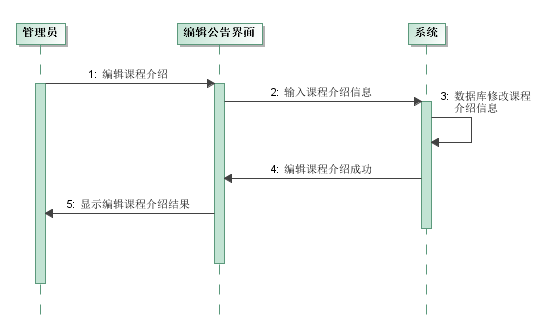 管理员
编辑公告界面
系统
1: 编辑课程介绍
2: 输入课程介绍信息
3: 数据库修改课程
介绍信息
4: 编辑课程介绍成功
5: 显示编辑课程介绍结果